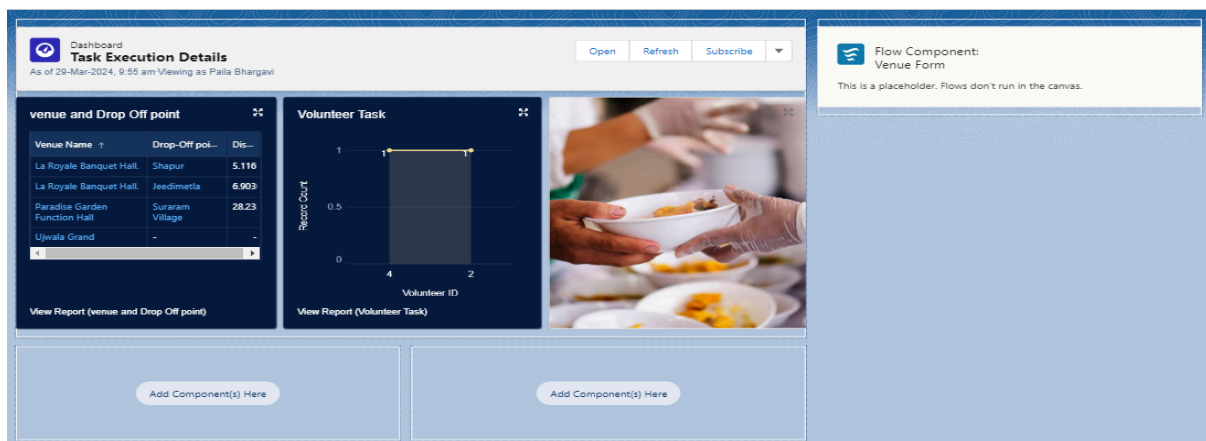 Dashboard
Task Execution Details
As of 29-Mar-2024, 9:55 am·Viewing as Paila Bhargavi
Open Refresh Subscribe
venue and Drop Off point
Venue Name ↑ Drop-Off poi... Dis...
La Royale Banquet Hall. Shapur 5.116
La Royale Banquet Hall. Jeedimetla 6.903
Paradise Garden
Function Hall
Suraram
Village
28.23
Ujwala Grand - -
View Report (venue and Drop Off point)
Volunteer Task
Record Count
1
0.5
0
1 1
4 2
Volunteer ID
View Report (Volunteer Task)
Flow Component:
Venue Form
This is a placeholder. Flows don't run in the canvas.
Add Component(s) Here
Add Component(s) Here